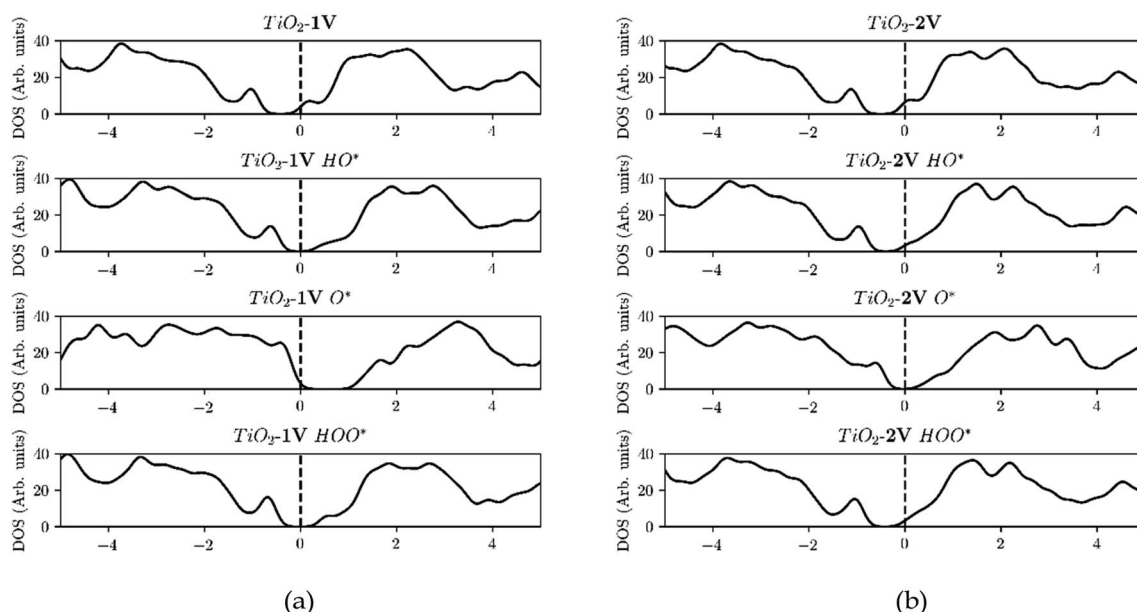 TiO₂-1V
DOS (Arb. units)
40
20
0
−4 −2 0 2 4
TiO₂-1V HO*
DOS (Arb. units)
40
20
0
−4 −2 0 2 4
TiO₂-1V O*
DOS (Arb. units)
40
20
0
−4 −2 0 2 4
TiO₂-1V HOO*
DOS (Arb. units)
40
20
0
−4 −2 0 2 4
(a)
TiO₂-2V
DOS (Arb. units)
40
20
0
−4 −2 0 2 4
TiO₂-2V HO*
DOS (Arb. units)
40
20
0
−4 −2 0 2 4
TiO₂-2V O*
DOS (Arb. units)
40
20
0
−4 −2 0 2 4
TiO₂-2V HOO*
DOS (Arb. units)
40
20
0
−4 −2 0 2 4
(b)